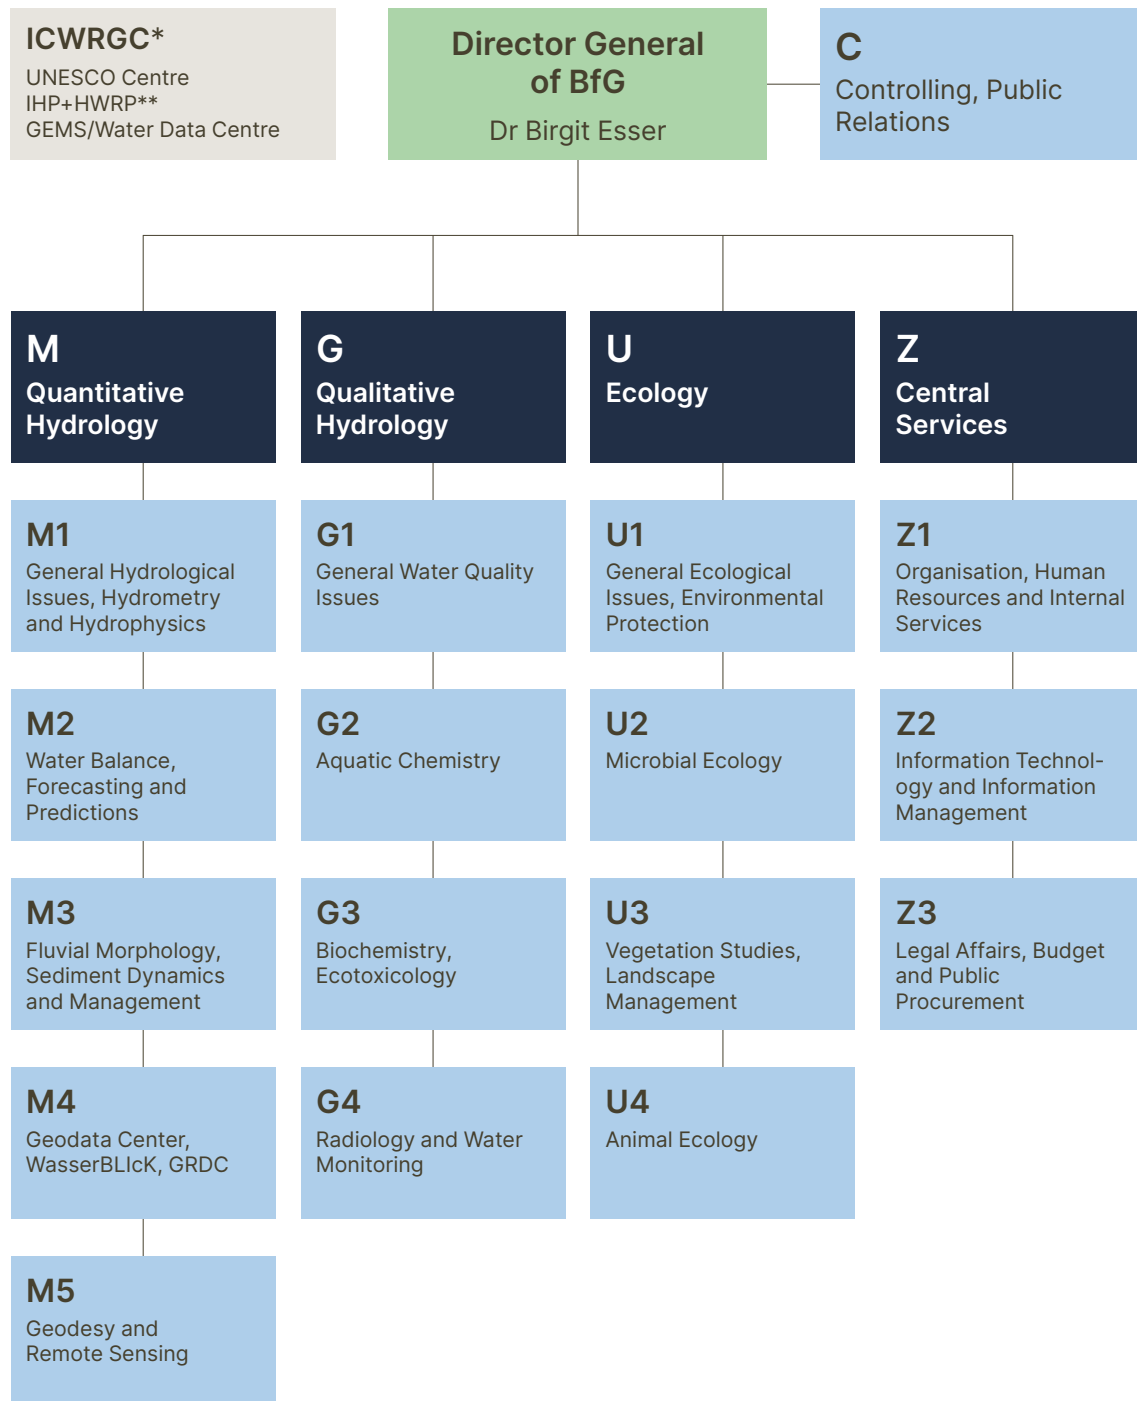 ICWRGC*
UNESCO Centre
IHP+HWRP**
GEMS/Water Data Centre
Director General
of BfG
Dr Birgit Esser
C
Controlling, Public
Relations
M
Quantitative
Hydrology
G
Qualitative
Hydrology
U
Ecology
Z
Central
Services
M1
General Hydrological
Issues, Hydrometry
and Hydrophysics
G1
General Water Quality
Issues
U1
General Ecological
Issues, Environmental
Protection
Z1
Organisation, Human
Resources and Internal
Services
M2
Water Balance,
Forecasting and
Predictions
G2
Aquatic Chemistry
U2
Microbial Ecology
Z2
Information Technol-
ogy and Information
Management
M3
Fluvial Morphology,
Sediment Dynamics
and Management
G3
Biochemistry,
Ecotoxicology
U3
Vegetation Studies,
Landscape
Management
Z3
Legal Affairs, Budget
and Public
Procurement
M4
Geodata Center,
WasserBLIcK, GRDC
G4
Radiology and Water
Monitoring
U4
Animal Ecology
M5
Geodesy and
Remote Sensing